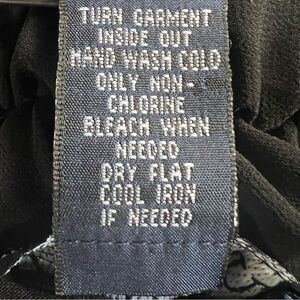 TURN GARMENT
INSIDE OUT
HAND WASH COLD
ONLY NON-
CHLORINE
BLEACH WHEN
NEEDED
DRY FLAT
COOL IRON
IF NEEDED